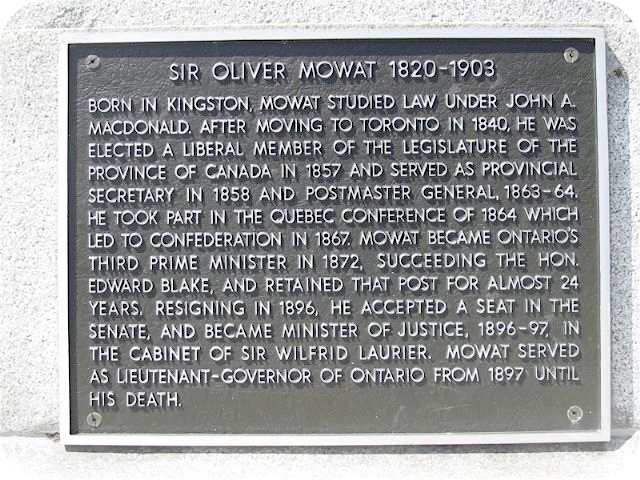 SIR OLIVER MOWAT 1820-1903
BORN IN KINGSTON, MOWAT STUDIED LAW UNDER JOHN A.
MACDONALD. AFTER MOVING TO TORONTO IN 1840, HE WAS
ELECTED A LIBERAL MEMBER OF THE LEGISLATURE OF THE
PROVINCE OF CANADA IN 1857 AND SERVED AS PROVINCIAL
SECRETARY IN 1858 AND POSTMASTER GENERAL, 1863-64.
HE TOOK PART IN THE QUEBEC CONFERENCE OF 1864 WHICH
LED TO CONFEDERATION IN 1867. MOWAT BECAME ONTARIO'S
THIRD PRIME MINISTER IN 1872, SUCCEEDING THE HON.
EDWARD BLAKE, AND RETAINED THAT POST FOR ALMOST 24
YEARS. RESIGNING IN 1896, HE ACCEPTED A SEAT IN THE
SENATE, AND BECAME MINISTER OF JUSTICE, 1896-97, IN
THE CABINET OF SIR WILFRID LAURIER. MOWAT SERVED
AS LIEUTENANT-GOVERNOR OF ONTARIO FROM 1897 UNTIL
HIS DEATH.